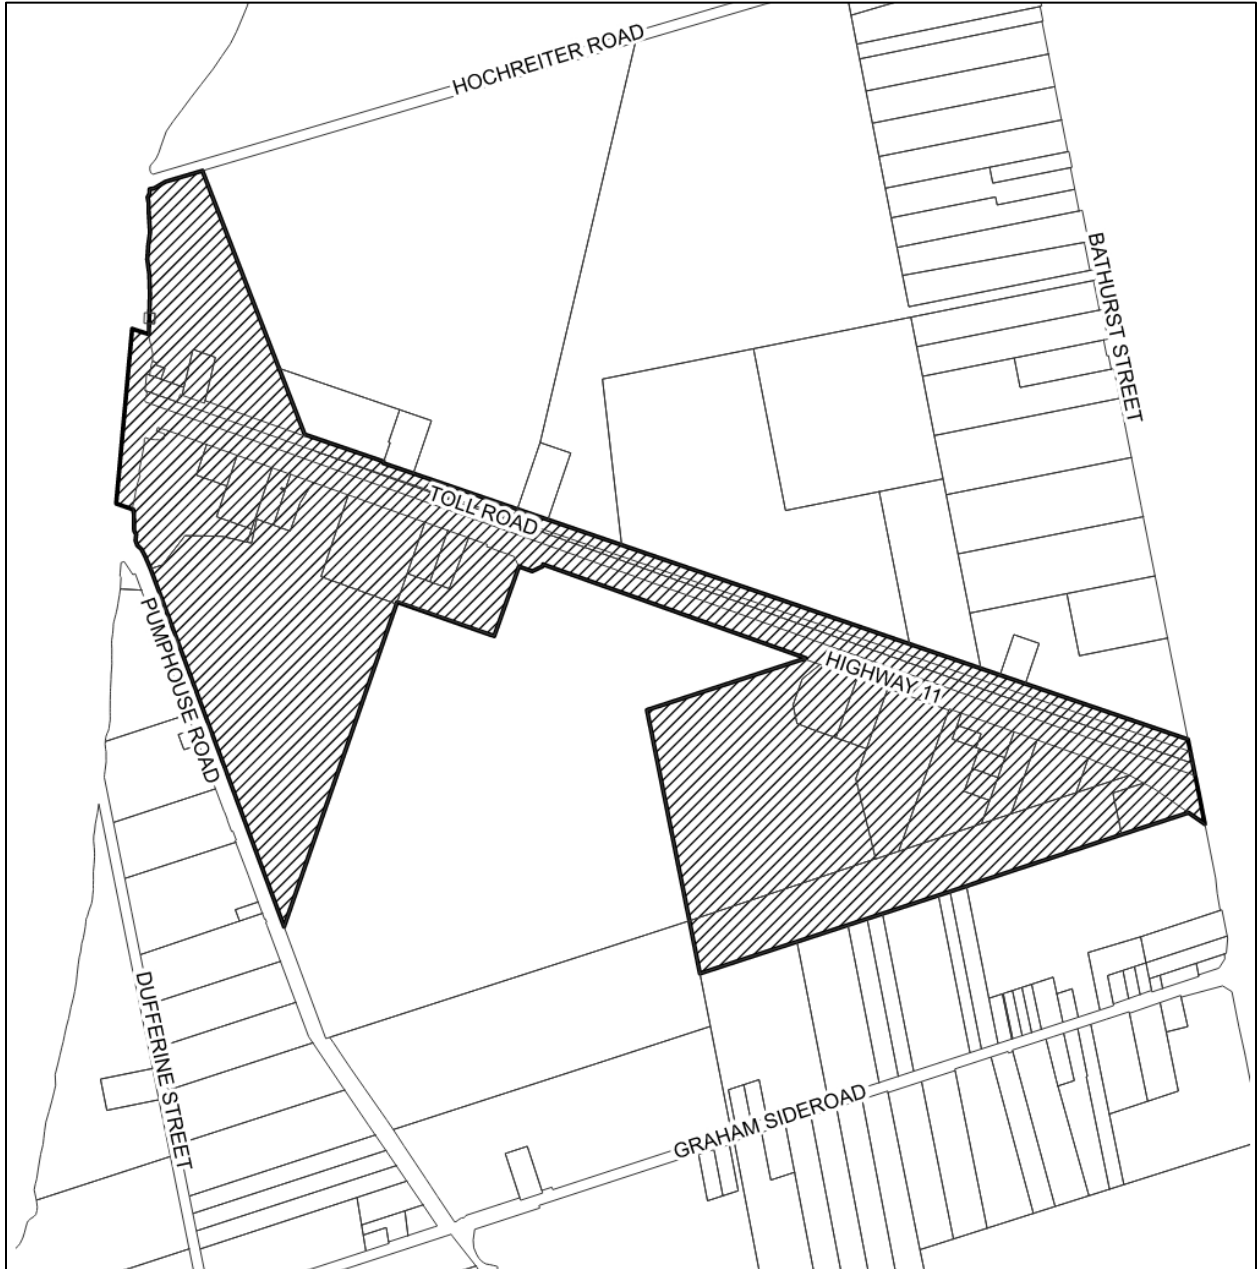 HOCHREITER ROAD
BATHURST STREET
TOLL ROAD
PUMPHOUSE ROAD
HIGHWAY 11
DUFFERINE STREET
GRAHAM SIDEROAD